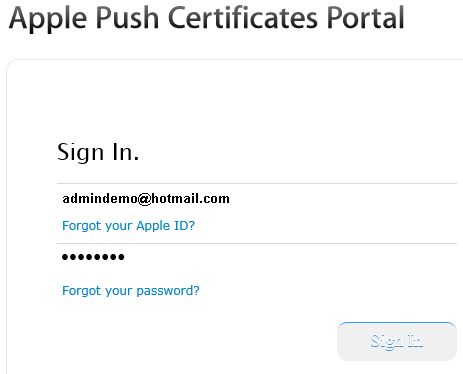 Apple Push Certificates Portal
Sign In.
admindemo@hotmail.com
Forgot your Apple ID?
••••••••
Forgot your password?
Sign In